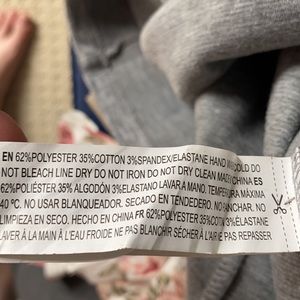 EN 62%POLYESTER 35%COTTON 3%SPANDEX/ELASTANE HAND WASH COLD DO
NOT BLEACH LINE DRY DO NOT IRON DO NOT DRY CLEAN MADE IN CHINA ES
62%POLIÉSTER 35% ALGODÓN 3%ELASTANO LAVAR A MANO. TEMPERATURA MÁXIMA
40 ºC. NO USAR BLANQUEADOR. SECADO EN TENDEDERO. NO PLANCHAR. NO
LIMPIEZA EN SECO. HECHO EN CHINA FR 62%POLYESTER 35%COTON 3%ÉLASTANE
LAVER À LA MAIN À L'EAU FROIDE NE PAS BLANCHIR SÉCHER À L'AIR NE PAS REPASSER